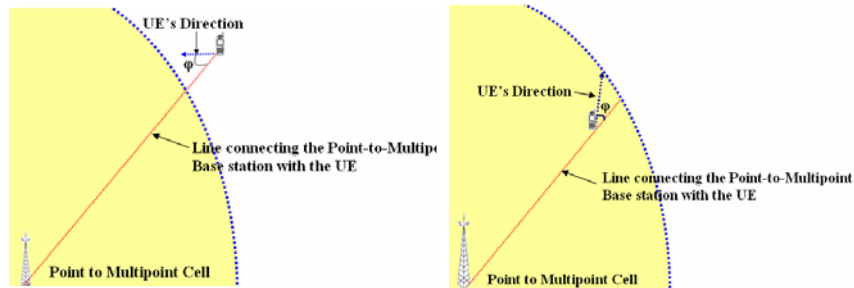 UE's Direction
φ
Line connecting the Point-to-Multipo
Base station with the UE
Point to Multipoint Cell
UE's Direction
φ
Line connecting the Point-to-Multipoint
Base station with the UE
Point to Multipoint Cell